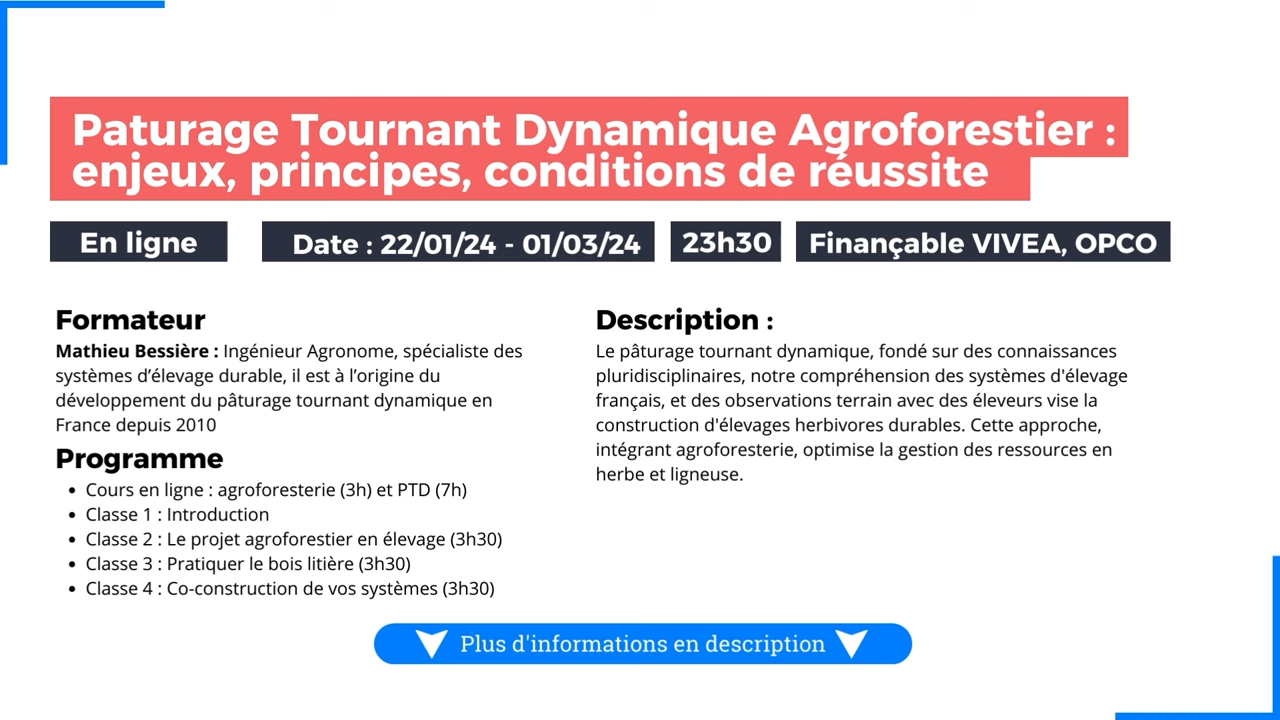 Paturage Tournant Dynamique Agroforestier :
enjeux, principes, conditions de réussite
En ligne
Date : 22/01/24 - 01/03/24
23h30
Finançable VIVEA, OPCO
Formateur
Mathieu Bessière : Ingénieur Agronome, spécialiste des
systèmes d’élevage durable, il est à l’origine du
développement du pâturage tournant dynamique en
France depuis 2010
Programme
• Cours en ligne : agroforesterie (3h) et PTD (7h)
• Classe 1 : Introduction
• Classe 2 : Le projet agroforestier en élevage (3h30)
• Classe 3 : Pratiquer le bois litière (3h30)
• Classe 4 : Co-construction de vos systèmes (3h30)
Description :
Le pâturage tournant dynamique, fondé sur des connaissances
pluridisciplinaires, notre compréhension des systèmes d'élevage
français, et des observations terrain avec des éleveurs vise la
construction d'élevages herbivores durables. Cette approche,
intégrant agroforesterie, optimise la gestion des ressources en
herbe et ligneuse.
Plus d'informations en description